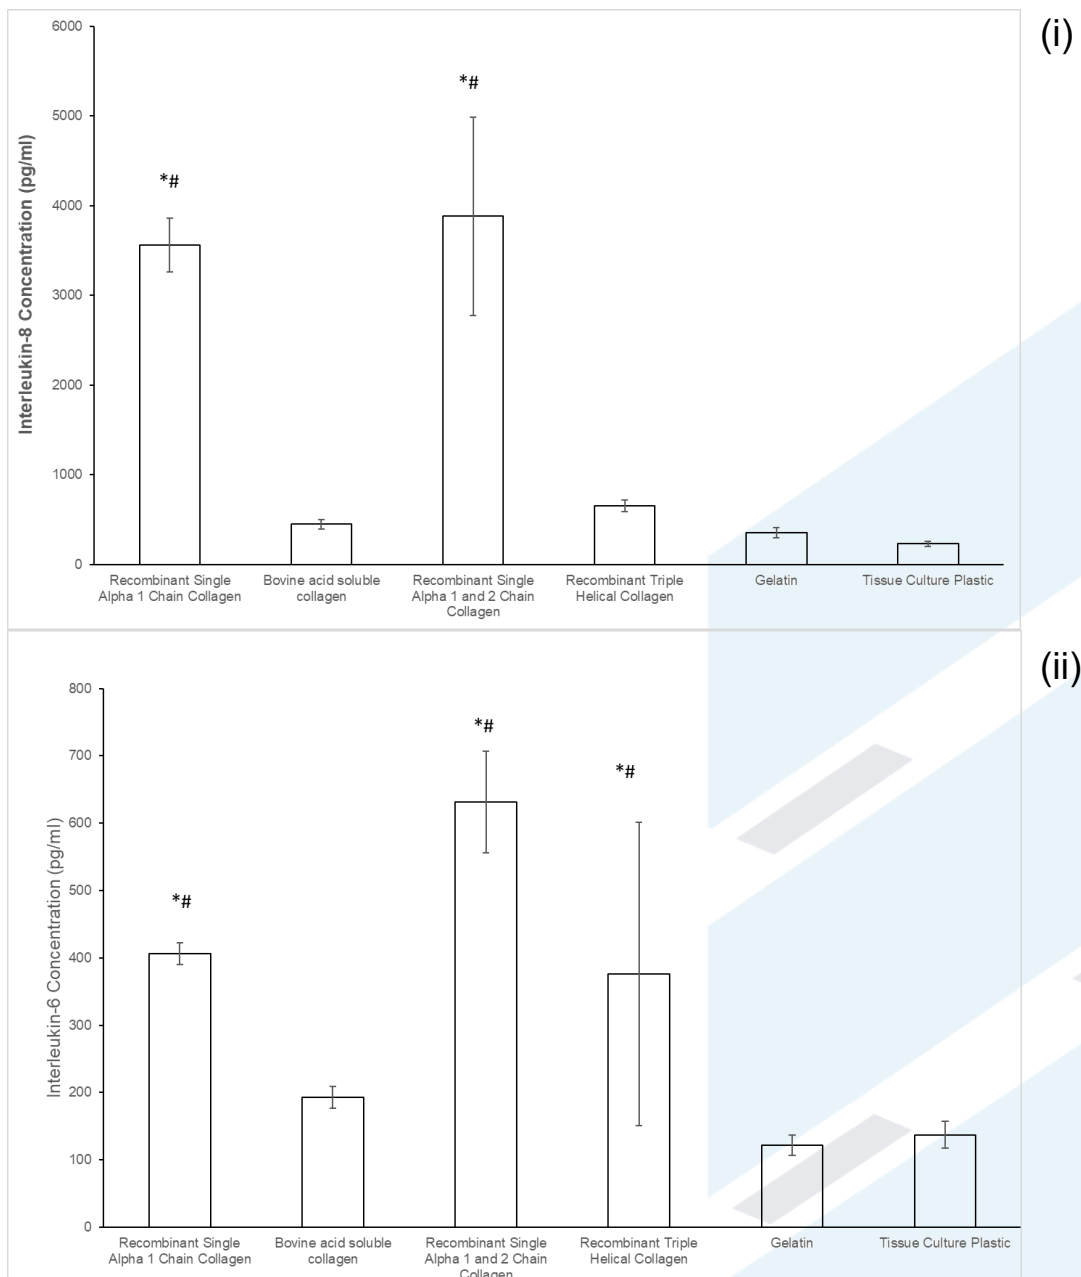 (i)
6000
*#
5000
*#
4000
3000
2000
1000
0
Interleukin-8 Concentration (pg/ml)
Recombinant Single
Alpha 1 Chain Collagen
Bovine acid soluble
collagen
Recombinant Single
Alpha 1 and 2 Chain
Collagen
Recombinant Triple
Helical Collagen
Gelatin
Tissue Culture Plastic
(ii)
800
*#
700
*#
600
500
*#
400
300
200
100
0
Interleukin-6 Concentration (pg/ml)
Recombinant Single
Alpha 1 Chain Collagen
Bovine acid soluble
collagen
Recombinant Single
Alpha 1 and 2 Chain
Collagen
Recombinant Triple
Helical Collagen
Gelatin
Tissue Culture Plastic